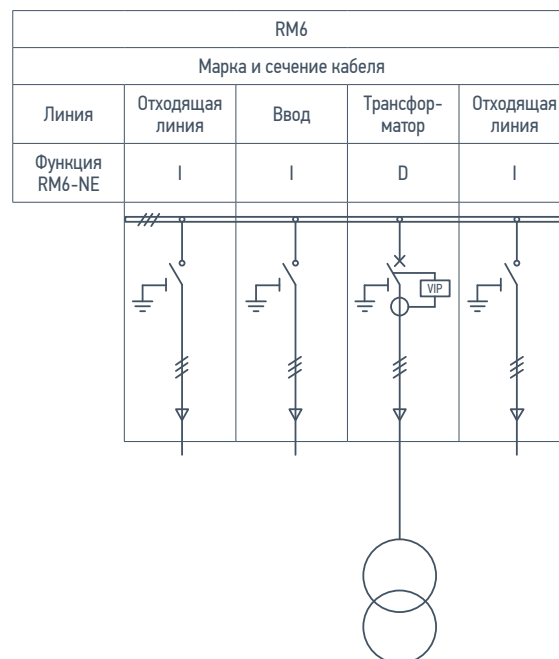 RM6
Марка и сечение кабеля
Линия
Отходящая
линия
Ввод
Трансфор-
матор
Отходящая
линия
Функция
RM6-NE
I
I
D
I
VIP